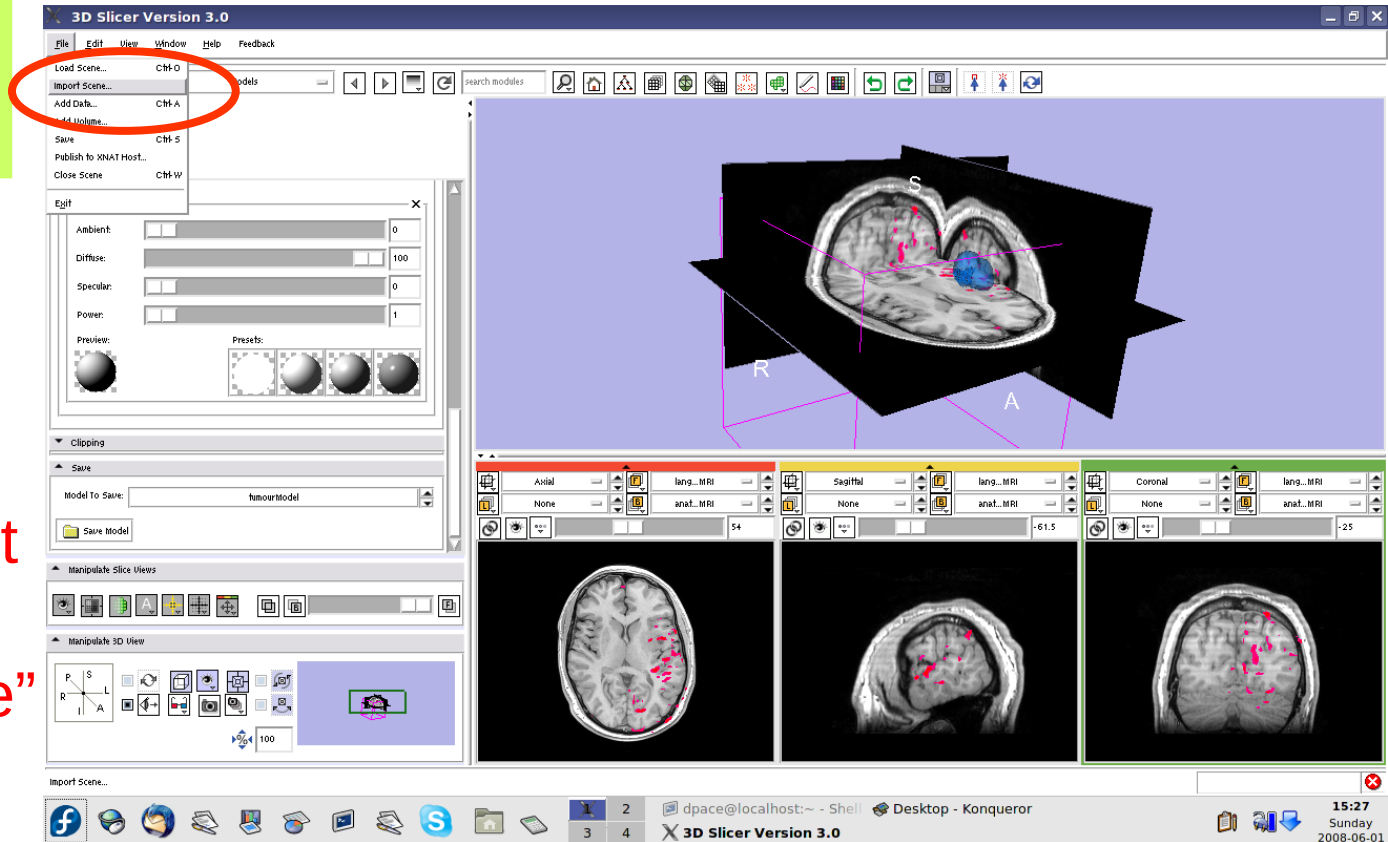 3D Slicer Version 3.0
File Edit View Window Help Feedback
Load Scene... Ctrl-O
odels
search modules
Import Scene...
Add Data... Ctrl-A
Add Volume...
Save Ctrl-S
Publish to XNAT Host...
Close Scene Ctrl-W
Exit
Ambient: 0
Diffuse: 100
Specular: 0
Power: 1
Preview: Presets:
S
R
A
Clipping
Save
Model To Save: tumourModel
Save Model
t
e”
Axial F lang...MRI
L None B anat...MRI
54
Sagittal F lang...MRI
L None B anat...MRI
-61.5
Coronal F lang...MRI
L None B anat...MRI
-25
Manipulate Slice Views
A F B F
Manipulate 3D View
P S
R L
I A
% 100
Import Scene...
1 2
3 4
dpace@localhost:~ - Shell
Desktop - Konqueror
3D Slicer Version 3.0
15:27
Sunday
2008-06-01